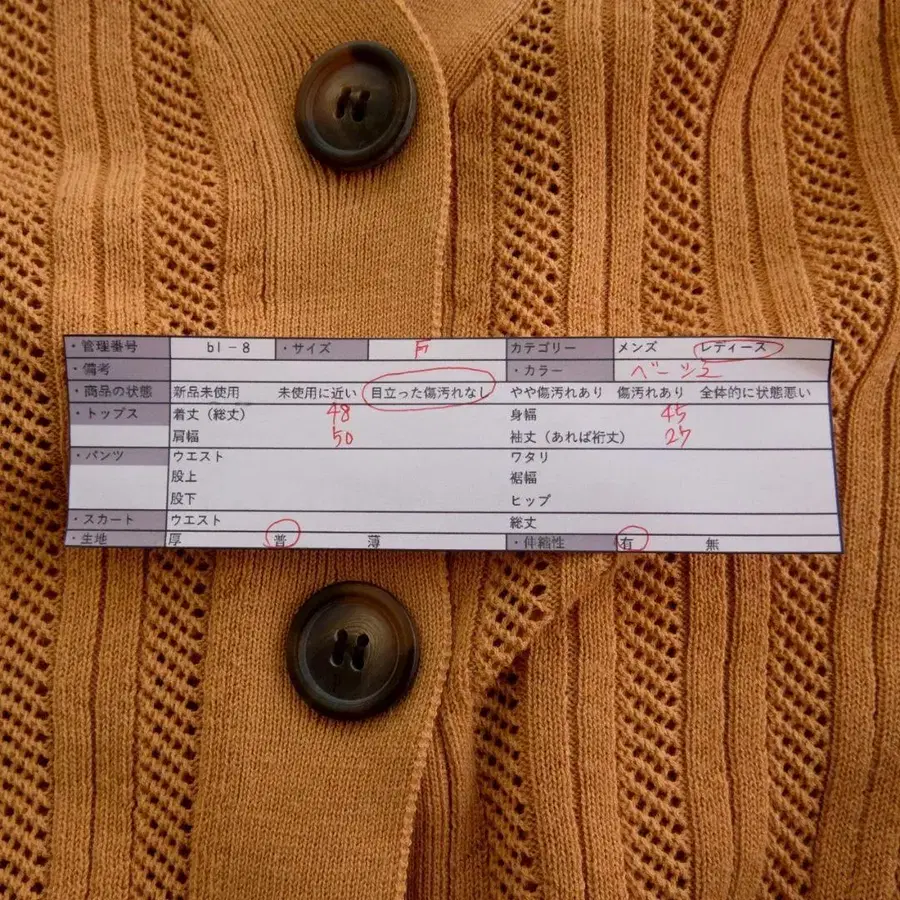 ・管理番号 bl－8 ・サイズ F カテゴリー メンズ レディース
・備考 ・カラー ベージュ
・商品の状態 新品未使用 未使用に近い 目立った傷汚れなし やや傷汚れあり 傷汚れあり 全体的に状態悪い
・トップス 着丈（総丈） 48 身幅 45
肩幅 50 袖丈（あれば裄丈） 27
・パンツ ウエスト ワタリ
股上 裾幅
股下 ヒップ
・スカート ウエスト 総丈
・生地 厚 普 薄 ・伸縮性 有 無